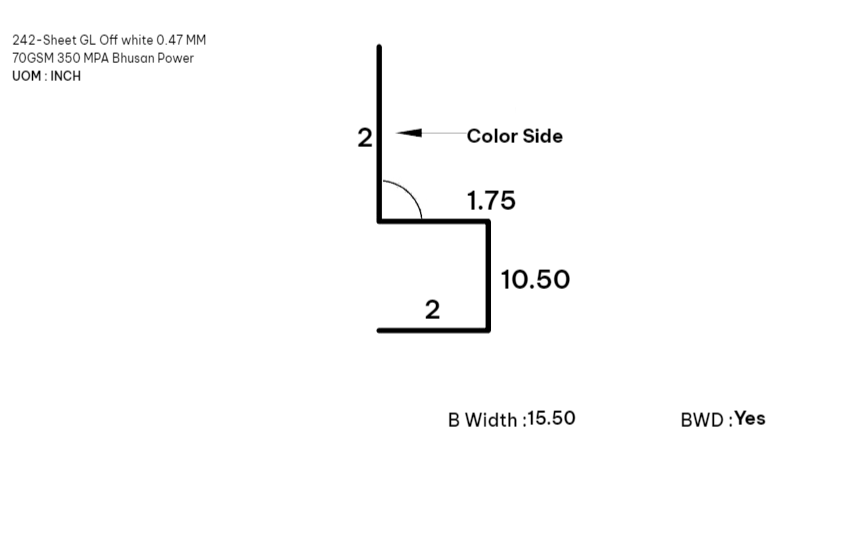 242-Sheet GL Off white 0.47 MM
70GSM 350 MPA Bhusan Power
UOM : INCH
2
Color Side
1.75
10.50
2
B Width :15.50
BWD :Yes